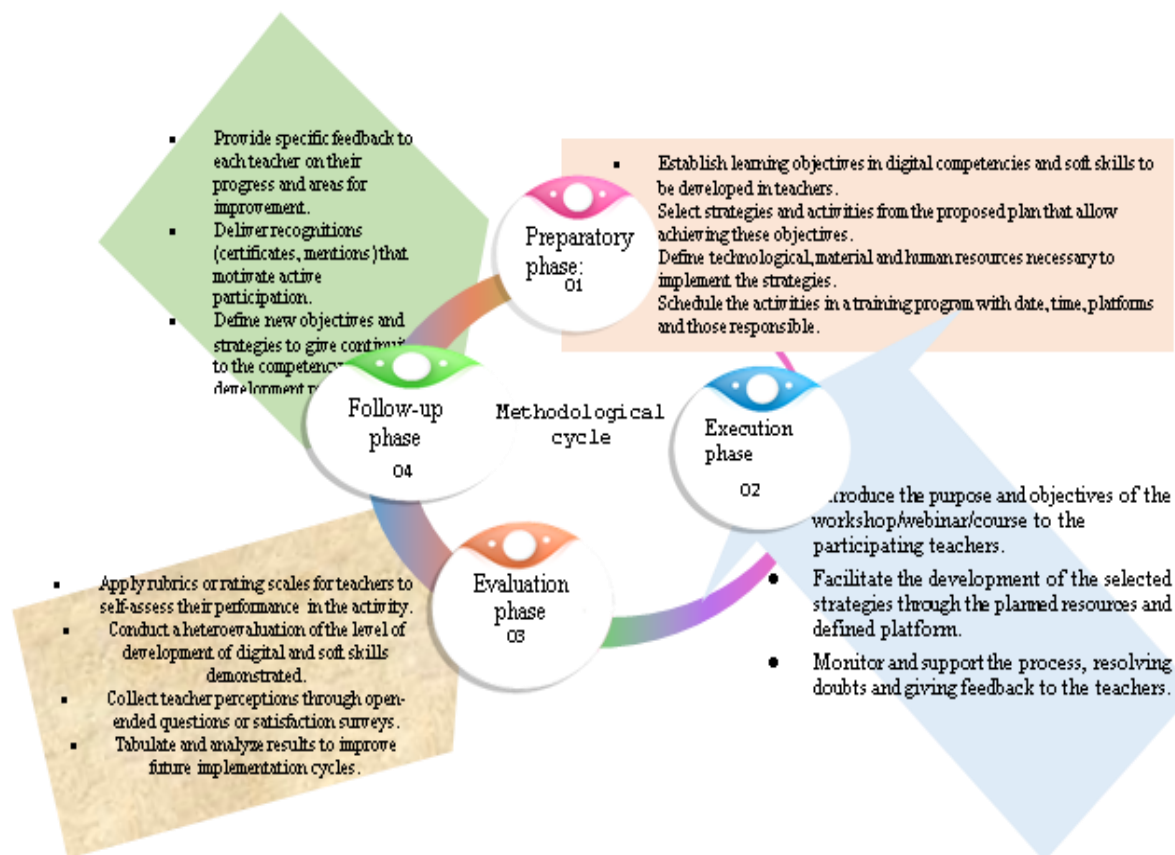 Provide specific feedback to
each teacher on their
progress and areas for
improvement.
Deliver recognitions
(certificates, mentions) that
motivate active
participation.
Define new objectives and
strategies to give
to the competency
development
Establish learning objectives in digital competencies and soft skills to
be developed in teachers.
Select strategies and activities from the proposed plan that allow
achieving these objectives.
Define technological, material and human resources necessary to
implement the strategies.
Schedule the activities in a training program with date, time, platforms
and those responsible.
Preparatory
phase:
01
Methodological
cycle
Execution
phase
02
Follow-up
phase
04
Evaluation
phase
03
the purpose and objectives of the
workshop/webinar/course to the
participating teachers.
Facilitate the development of the selected
strategies through the planned resources and
defined platform.
Monitor and support the process, resolving
doubts and giving feedback to the teachers.
Apply rubrics or rating scales for teachers to
self-assess their performance in the activity.
Conduct a heteroevaluation of the level of
development of digital and soft skills
demonstrated.
Collect teacher perceptions through open-
ended questions or satisfaction surveys.
Tabulate and analyze results to improve
future implementation cycles.